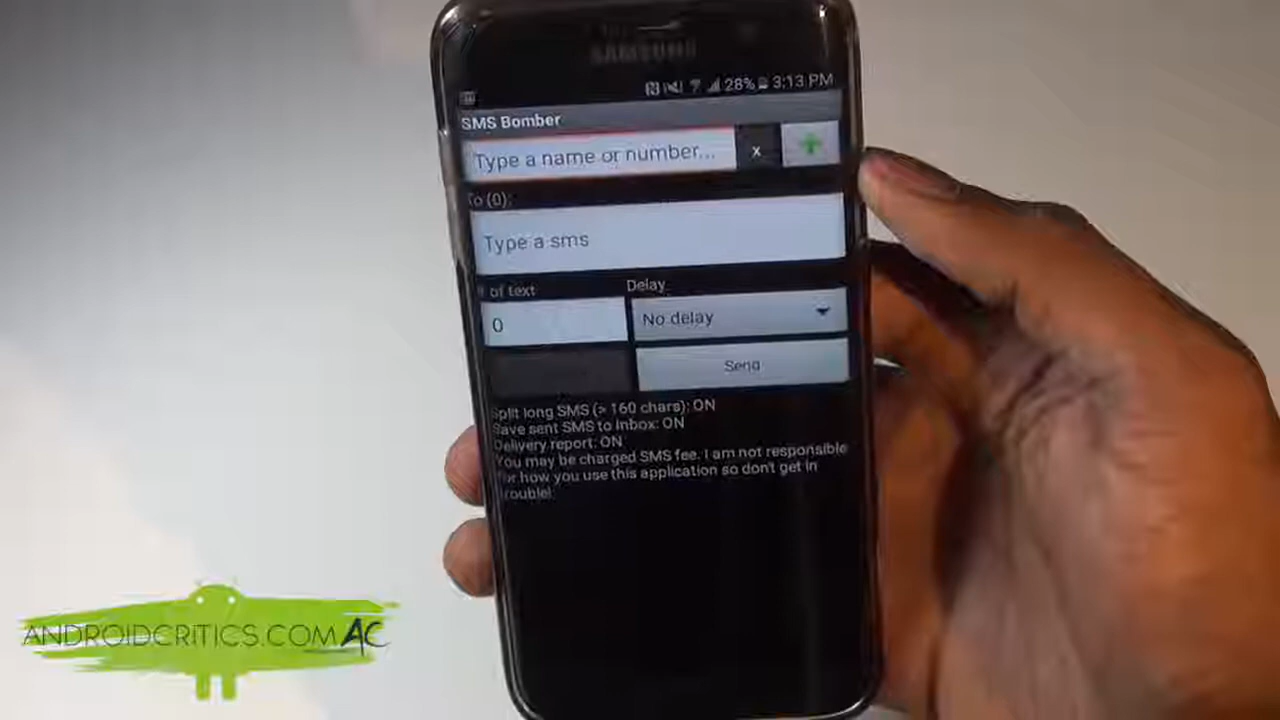 SAMSUNG
28% 3:13 PM
SMS Bomber
Type a name or number...
x
To (0):
Type a sms
# of text
Delay
0
No delay
Send
Split long SMS (> 160 chars): ON
Save sent SMS to Inbox: ON
Delivery report: ON
You may be charged SMS fee. I am not responsible
for how you use this application so don't get in
trouble!
ANDROIDCRITICS.COM AC